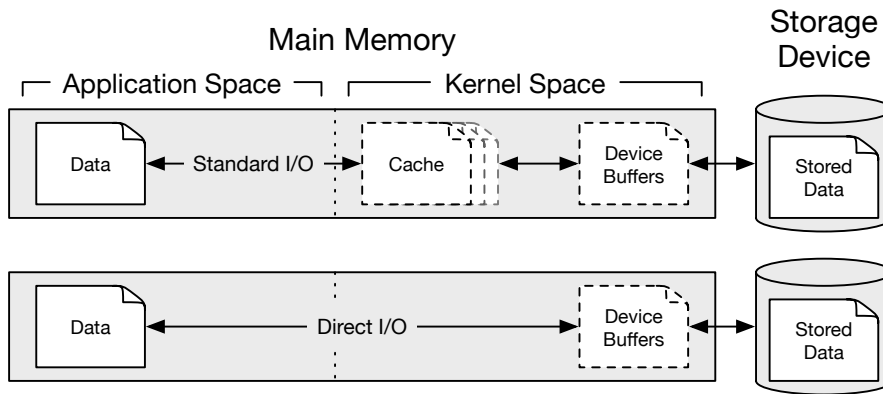 Main Memory
Storage
Device
Application Space
Kernel Space
Data
Standard I/O
Cache
Device
Buffers
Stored
Data
Data
Direct I/O
Device
Buffers
Stored
Data